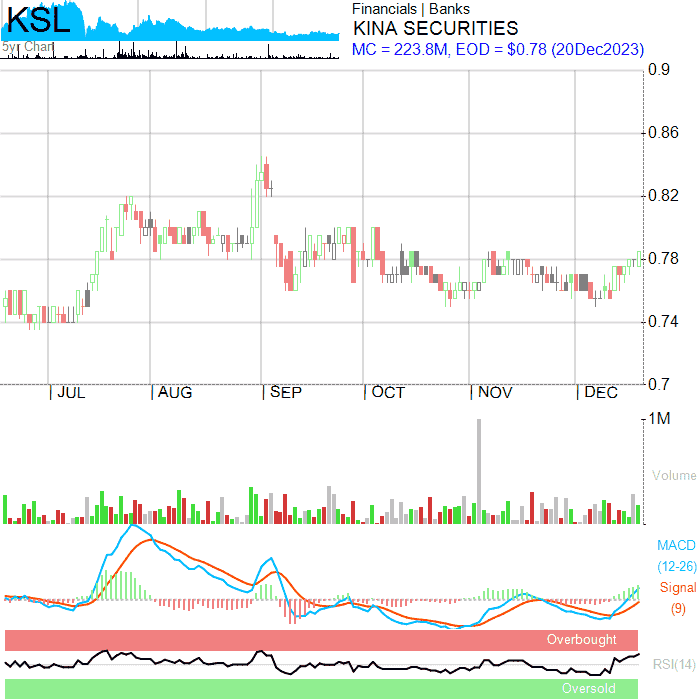 KSL
5yr Chart
Financials | Banks
KINA SECURITIES
MC = 223.8M, EOD = $0.78 (20Dec2023)
0.9
0.86
0.82
0.78
0.74
0.7
| JUL | AUG | SEP | OCT | NOV | DEC
1M
Volume
MACD
(12-26)
Signal
(9)
Overbought
RSI(14)
Oversold